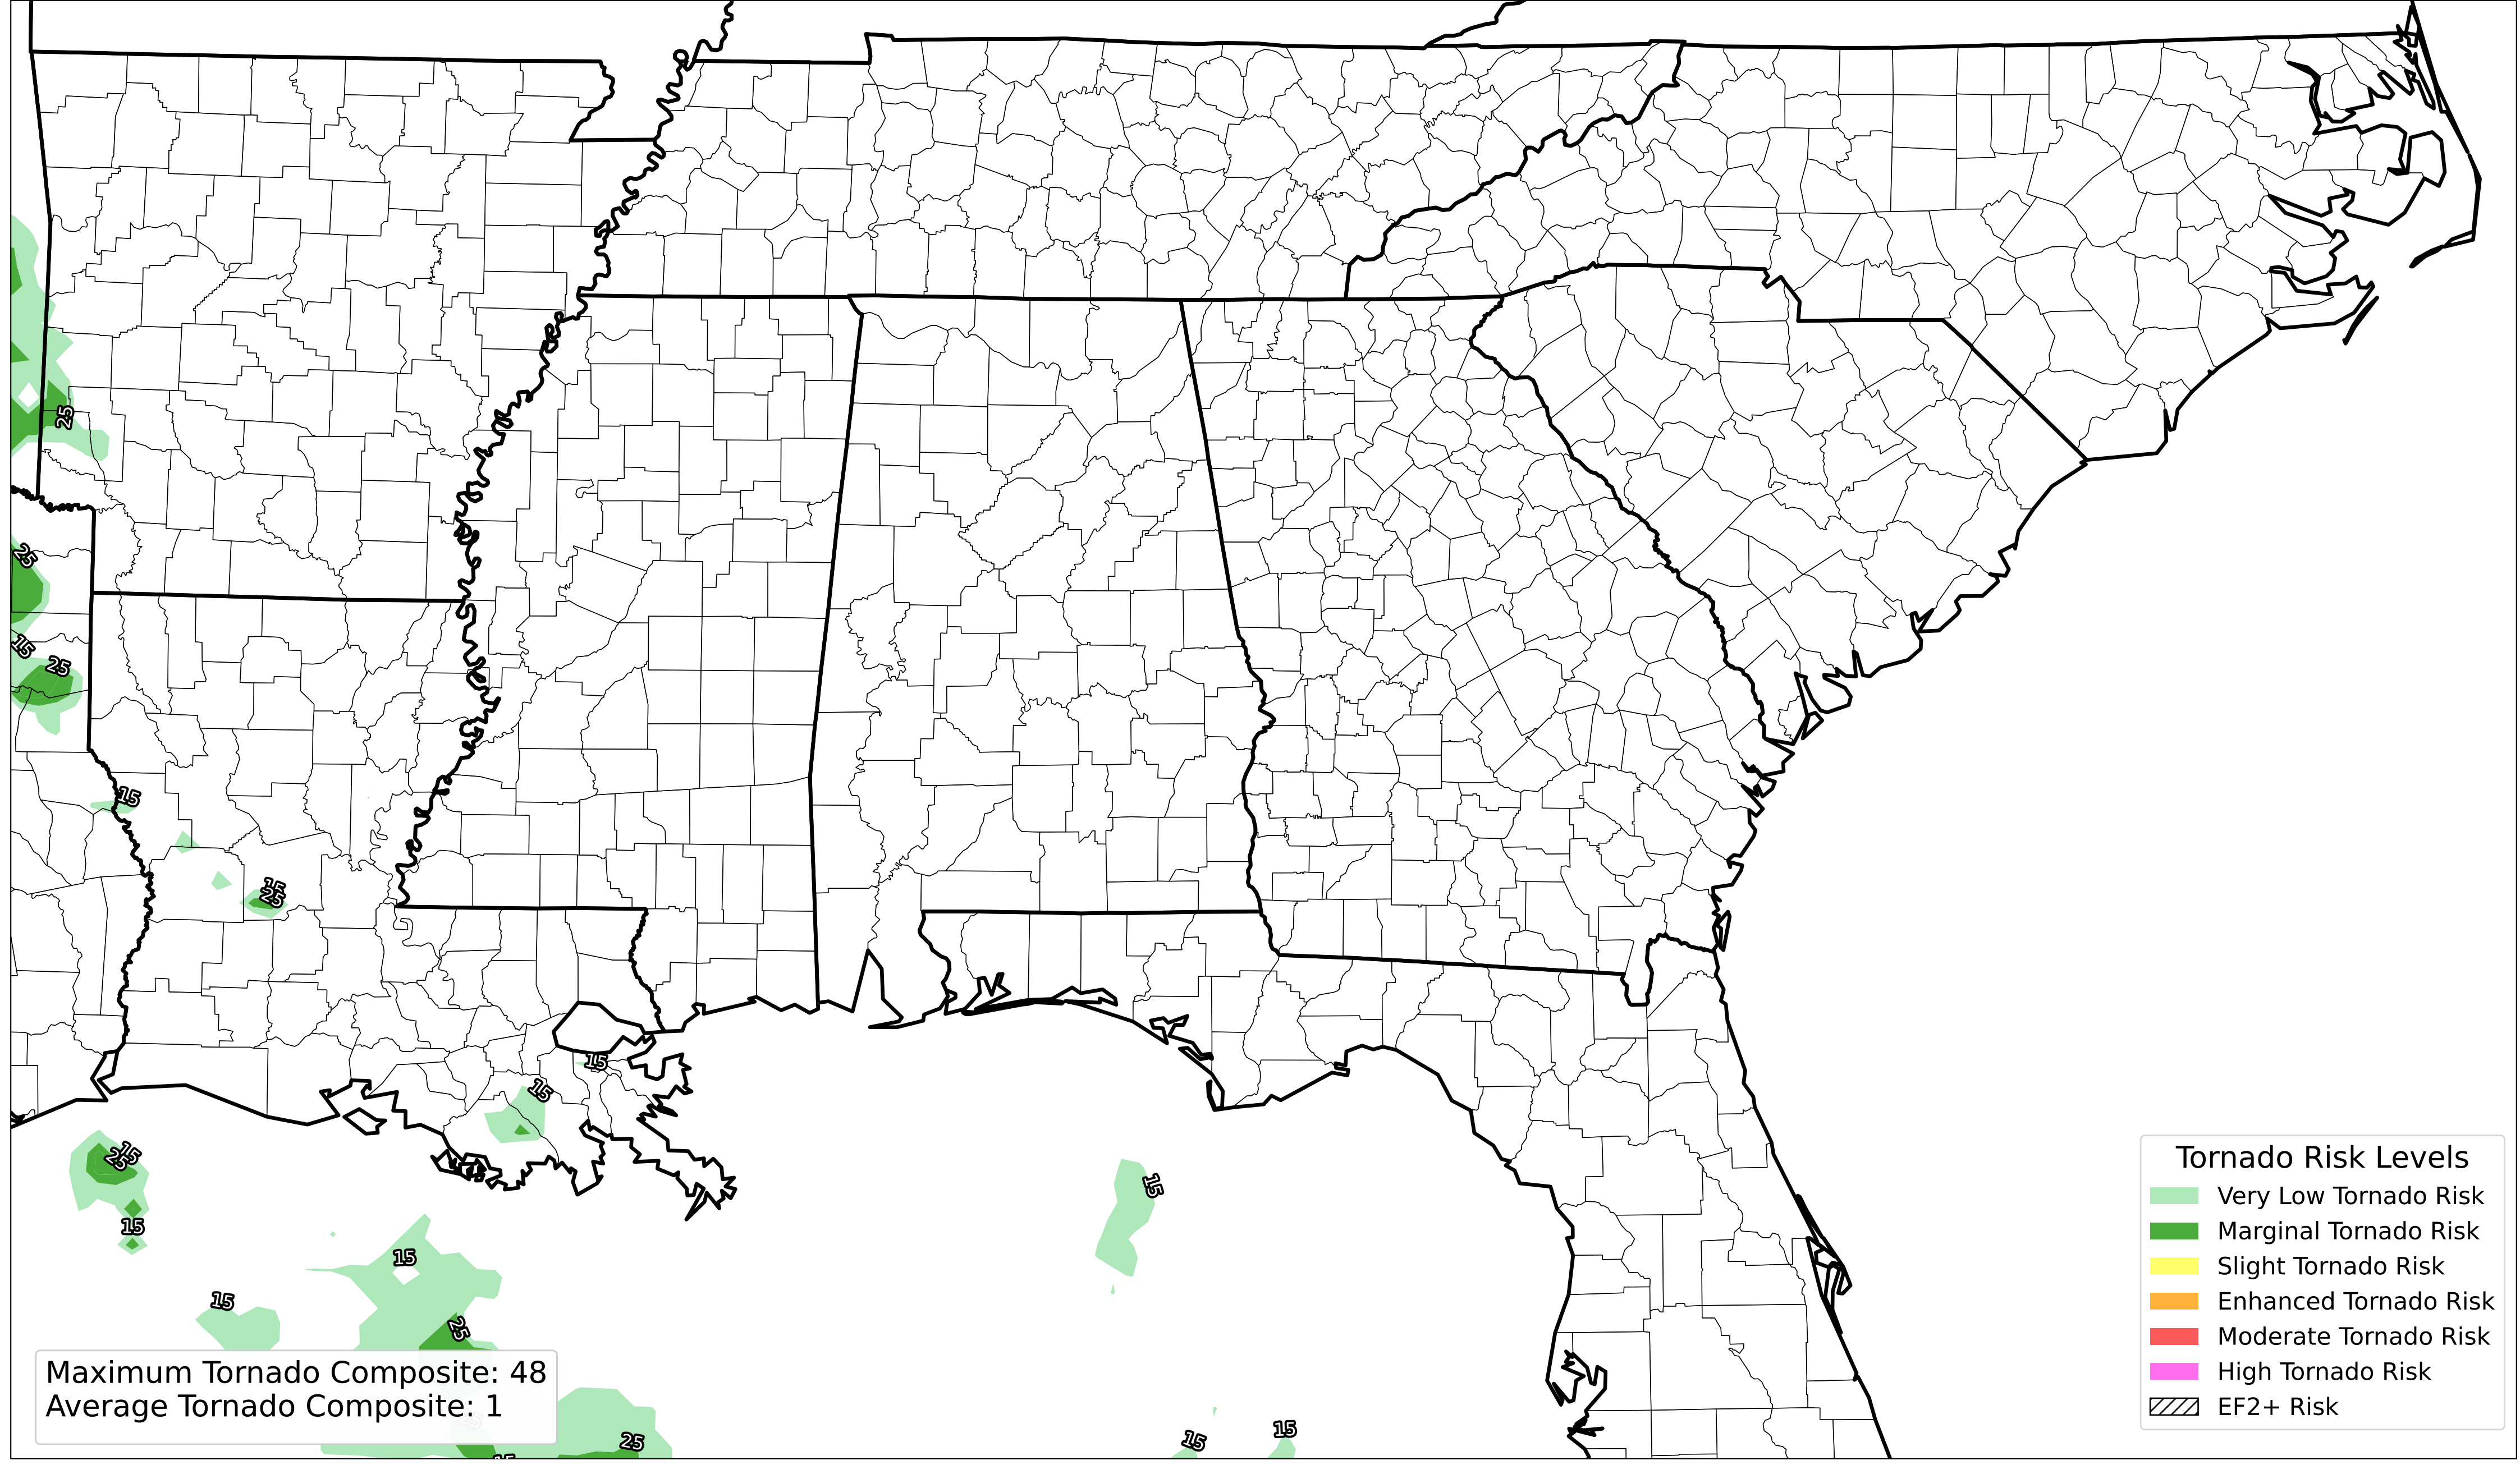 25
25
15
25
15
15
25
15
15
15
25
15
15
15
15
25
Maximum Tornado Composite: 48
Average Tornado Composite: 1
25
15
15
Tornado Risk Levels
Very Low Tornado Risk
Marginal Tornado Risk
Slight Tornado Risk
Enhanced Tornado Risk
Moderate Tornado Risk
High Tornado Risk
EF2+ Risk